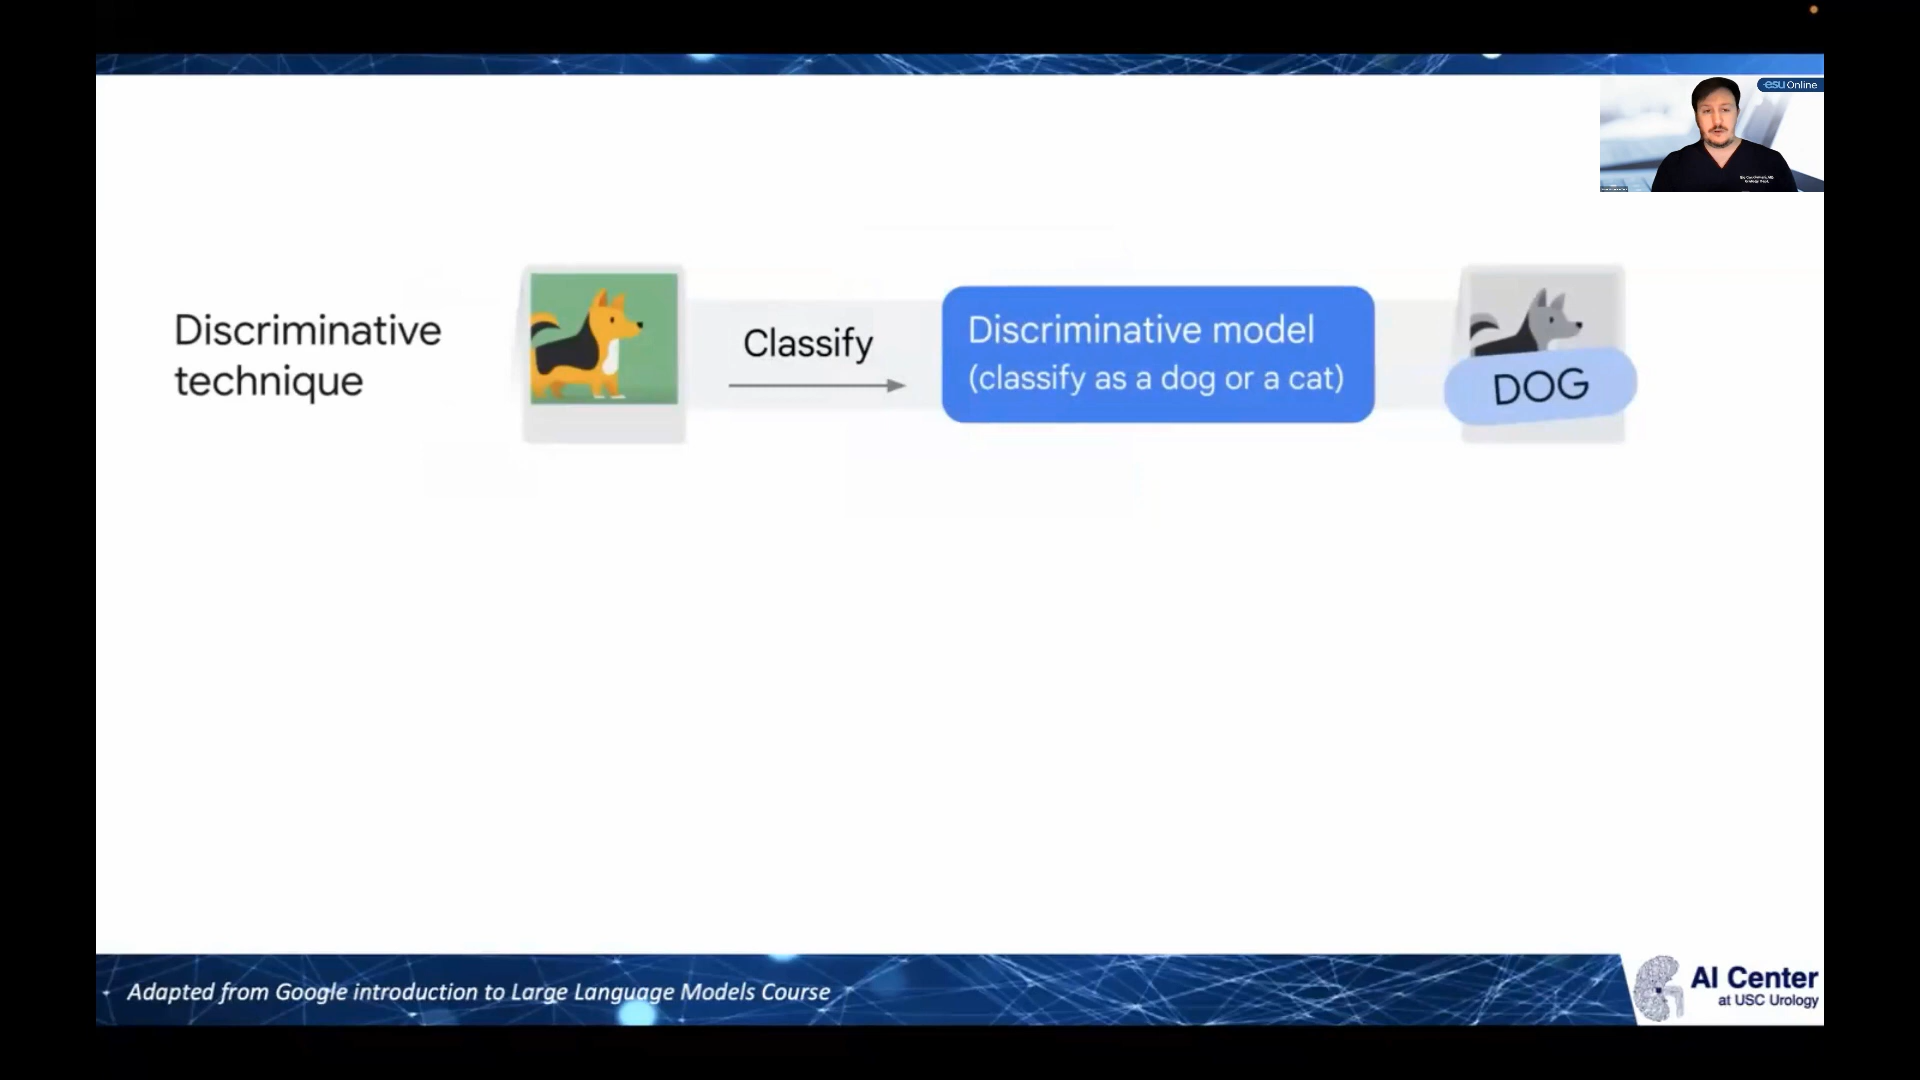 esu Online
Discriminative
technique
Classify
Discriminative model
(classify as a dog or a cat)
DOG
Adapted from Google introduction to Large Language Models Course
AI Center
at USC Urology